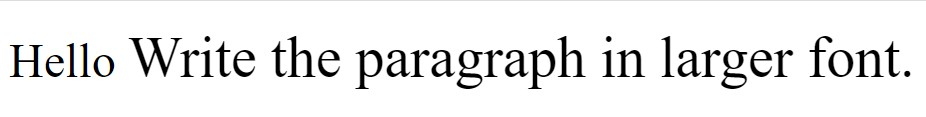 Hello Write the paragraph in larger font.